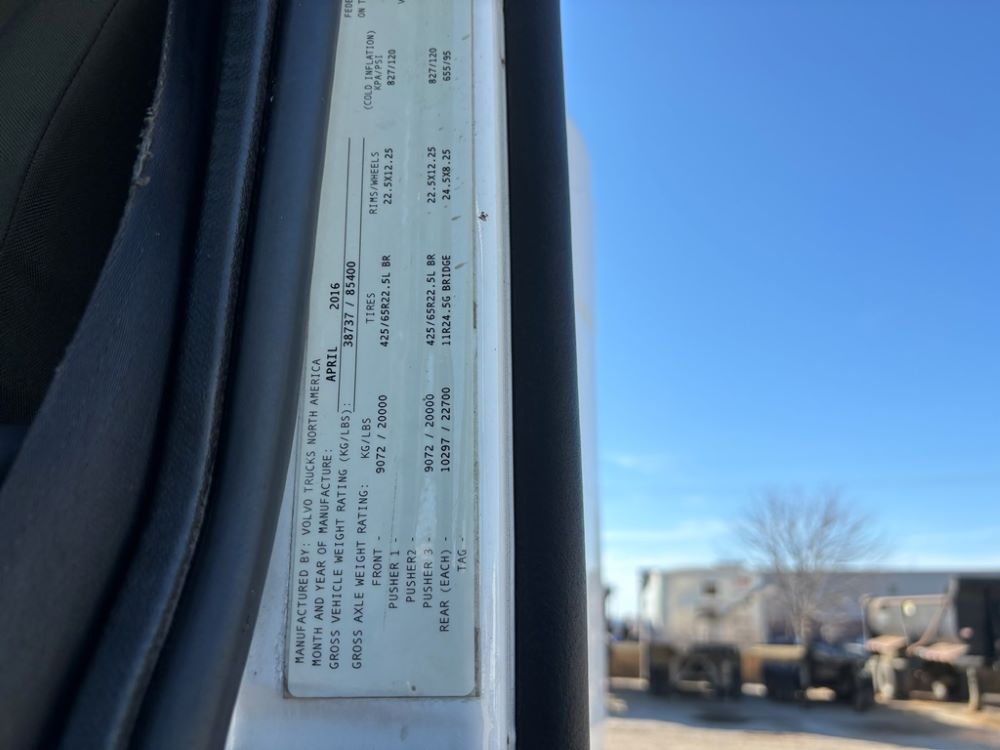 MANUFACTURED BY: VOLVO TRUCKS NORTH AMERICA
MONTH AND YEAR OF MANUFACTURE: APRIL 2016
GROSS VEHICLE WEIGHT RATING (KG/LBS): 38737 / 85400
GROSS AXLE WEIGHT RATING: KG/LBS TIRES RIMS/WHEELS (COLD INFLATION) KPA/PSI
FRONT - 9072 / 20000 425/65R22.5L BR 22.5X12.25 827/120
PUSHER 1 -
PUSHER2 -
PUSHER 3 - 9072 / 20000 425/65R22.5L BR 22.5X12.25 827/120
REAR (EACH) - 10297 / 22700 11R24.5G BRIDGE 24.5X8.25 655/95
TAG -